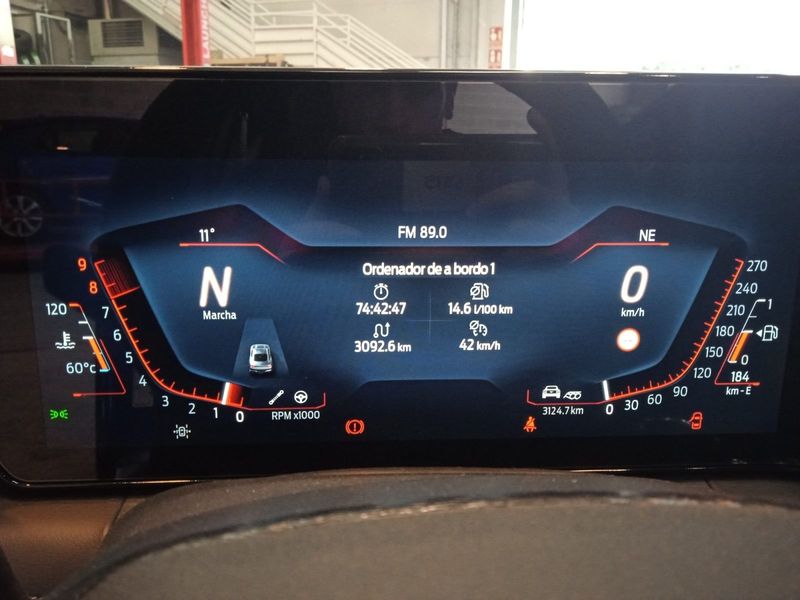 11°
FM 89.0
NE
Ordenador de a bordo 1
N
Marcha
74:42:47
14.6 l/100 km
3092.6 km
42 km/h
0
km/h
9
8
7
6
5
4
3
2
1
0
RPM x1000
120
60°C
270
240
210
180
150
120
90
60
30
0
1
0
184
km - E
3124.7 km